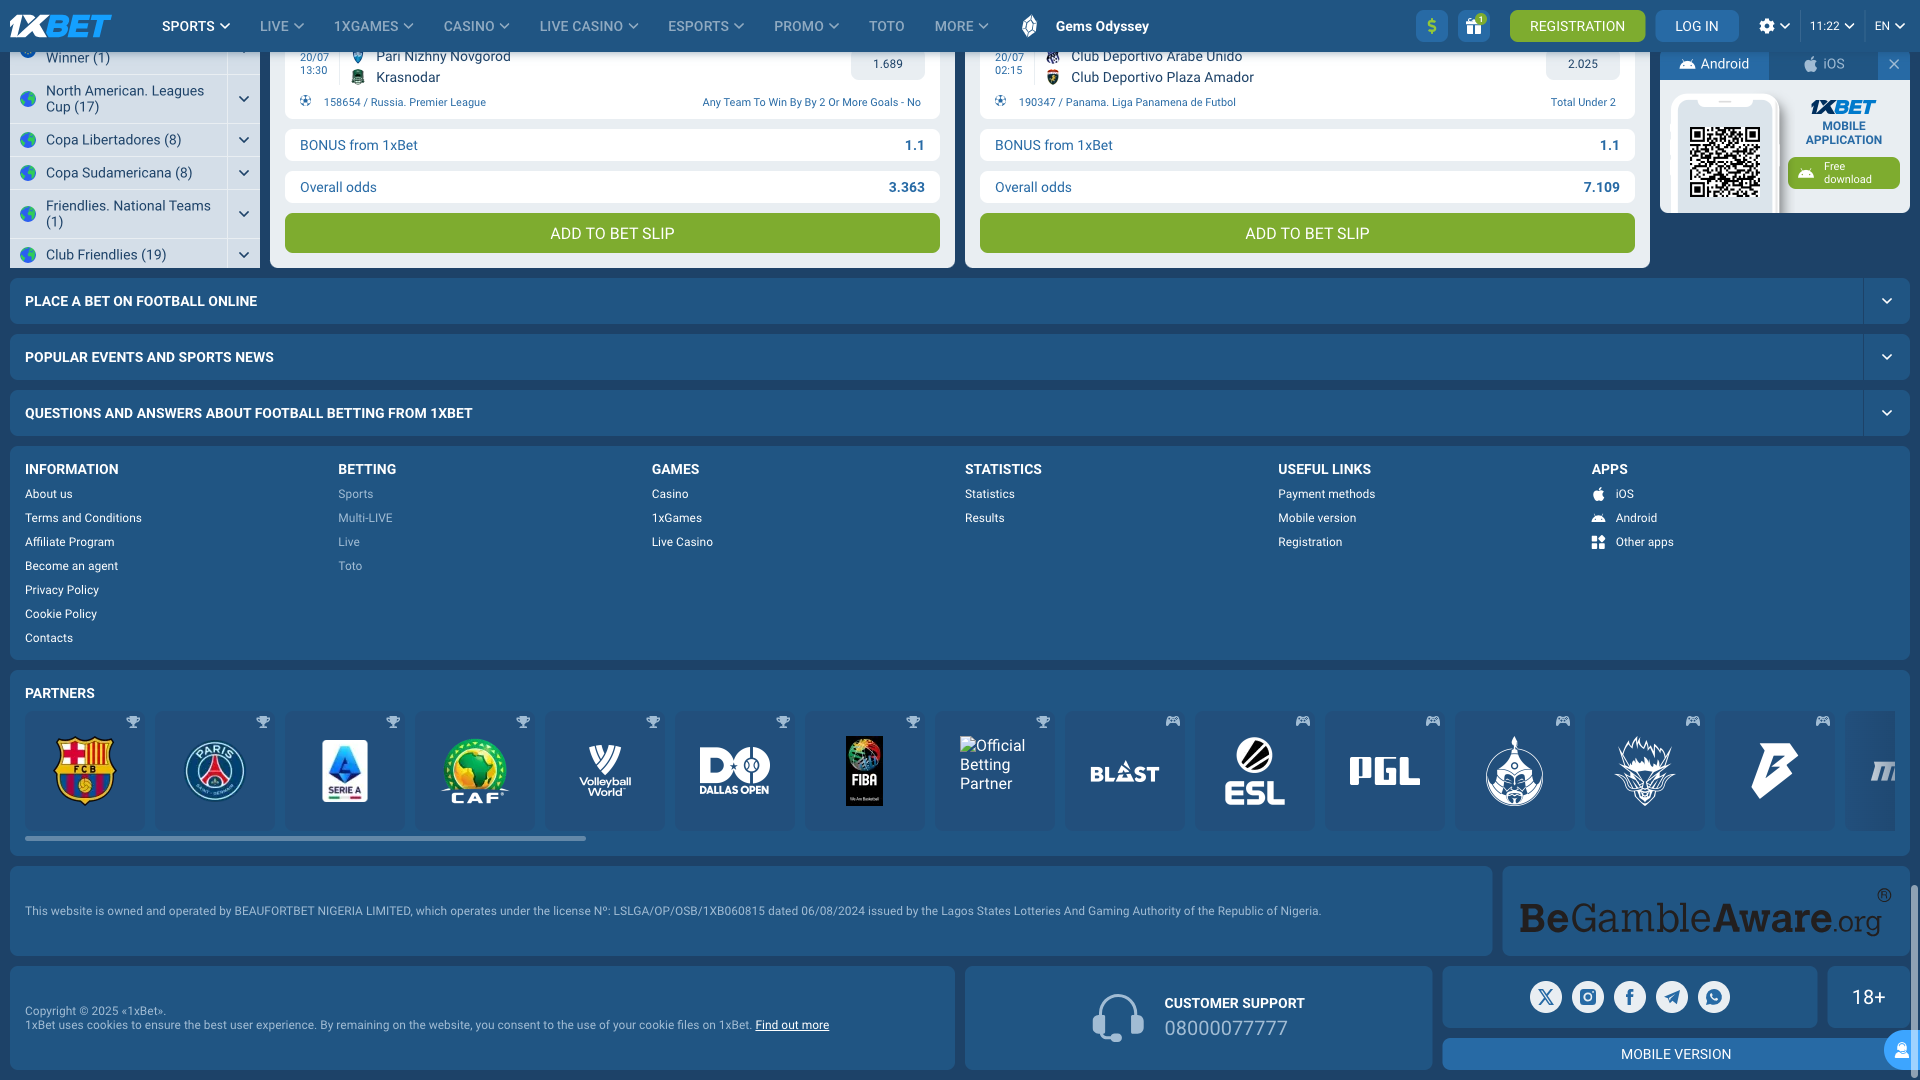 1XBET
SPORTS
LIVE
1XGAMES
CASINO
LIVE CASINO
ESPORTS
PROMO
TOTO
MORE
Gems Odyssey
$
1
REGISTRATION
LOG IN
11:22
EN
Winner (1)
North American. Leagues
Cup (17)
Copa Libertadores (8)
Copa Sudamericana (8)
Friendlies. National Teams
(1)
Club Friendlies (19)
20/07
13:30
Pari Nizhny Novgorod
Krasnodar
1.689
158654 / Russia. Premier League
Any Team To Win By By 2 Or More Goals - No
BONUS from 1xBet
1.1
Overall odds
3.363
ADD TO BET SLIP
20/07
02:15
Club Deportivo Arabe Unido
Club Deportivo Plaza Amador
2.025
190347 / Panama. Liga Panamena de Futbol
Total Under 2
BONUS from 1xBet
1.1
Overall odds
7.109
ADD TO BET SLIP
Android
iOS
1XBET
MOBILE
APPLICATION
Free
download
PLACE A BET ON FOOTBALL ONLINE
POPULAR EVENTS AND SPORTS NEWS
QUESTIONS AND ANSWERS ABOUT FOOTBALL BETTING FROM 1XBET
INFORMATION
About us
Terms and Conditions
Affiliate Program
Become an agent
Privacy Policy
Cookie Policy
Contacts
BETTING
Sports
Multi-LIVE
Live
Toto
GAMES
Casino
1xGames
Live Casino
STATISTICS
Statistics
Results
USEFUL LINKS
Payment methods
Mobile version
Registration
APPS
iOS
Android
Other apps
PARTNERS
FCB
PARIS
SAINT-GERMAIN
SERIE A
CAF
Volleyball
World
DO
DALLAS OPEN
FIBA
We Are Basketball
Official
Betting
Partner
BLAST
ESL
PGL
This website is owned and operated by BEAUFORTBET NIGERIA LIMITED, which operates under the license Nº: LSLGA/OP/OSB/1XB060815 dated 06/08/2024 issued by the Lagos States Lotteries And Gaming Authority of the Republic of Nigeria.
BeGambleAware.org®
Copyright © 2025 «1xBet».
1xBet uses cookies to ensure the best user experience. By remaining on the website, you consent to the use of your cookie files on 1xBet. Find out more
CUSTOMER SUPPORT
08000077777
18+
MOBILE VERSION